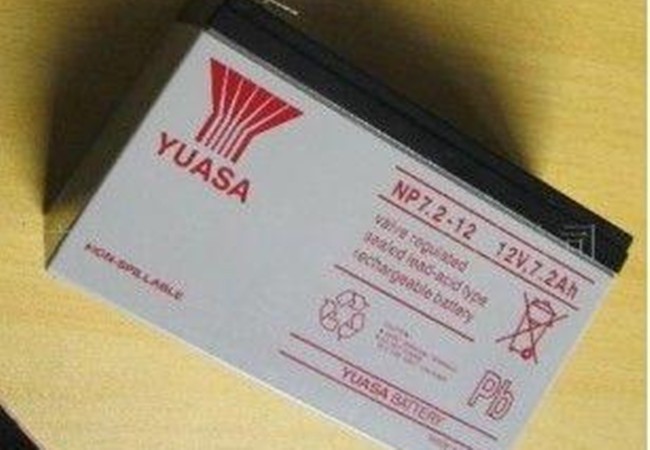 YUASA
NP7.2-12 12V,7.2Ah
valve regulated
sealed lead-acid type
rechargeable battery
NON-SPILLABLE
Pb
YUASA BATTERY
司